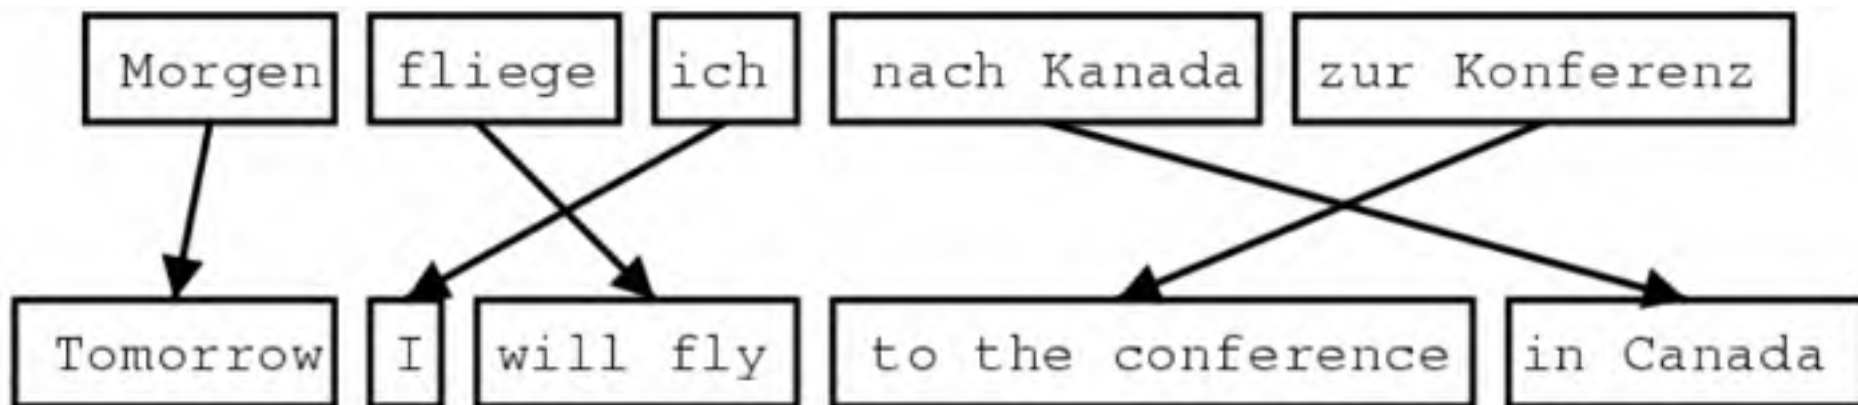 Morgen fliege ich nach Kanada zur Konferenz
Tomorrow I will fly to the conference in Canada